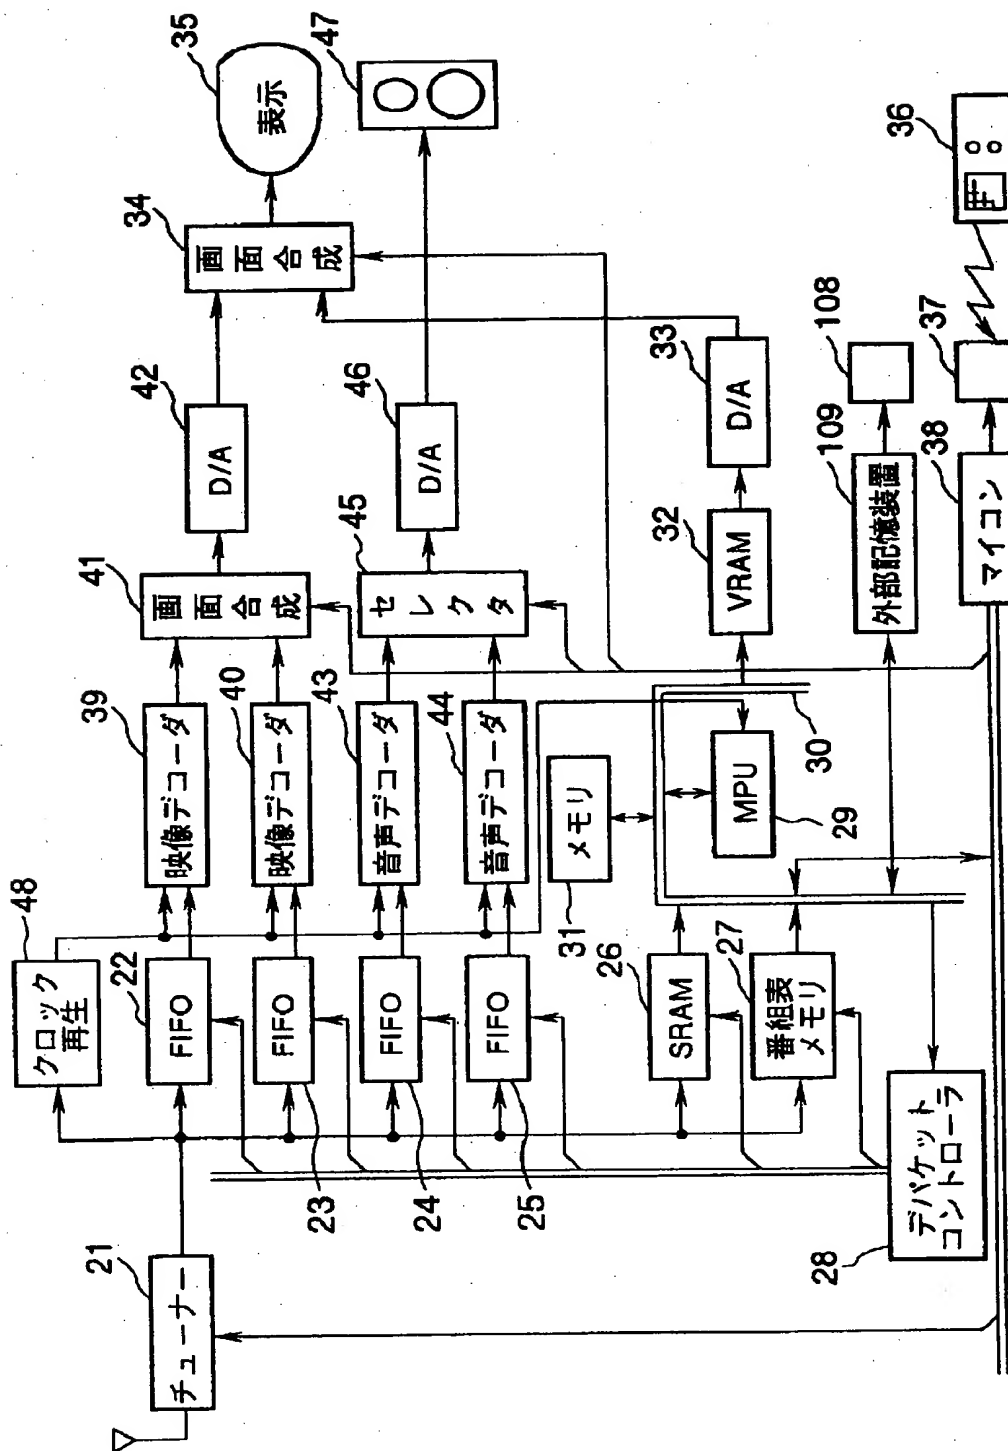 48
クロック
再生
39
映像デコーダ
41
画面合成
42
D/A
34
画面合成
35
表示
21
チューナー
22
FIFO
40
映像デコーダ
47
FIFO
23
43
音声デコーダ
45
セレクタ
46
D/A
FIFO
24
44
音声デコーダ
FIFO
25
31
メモリ
32
VRAM
33
D/A
26
SRAM
MPU
29
30
27
番組表
メモリ
109
外部記憶装置
108
28
デパケット
コントローラ
38
マイコン
37
36